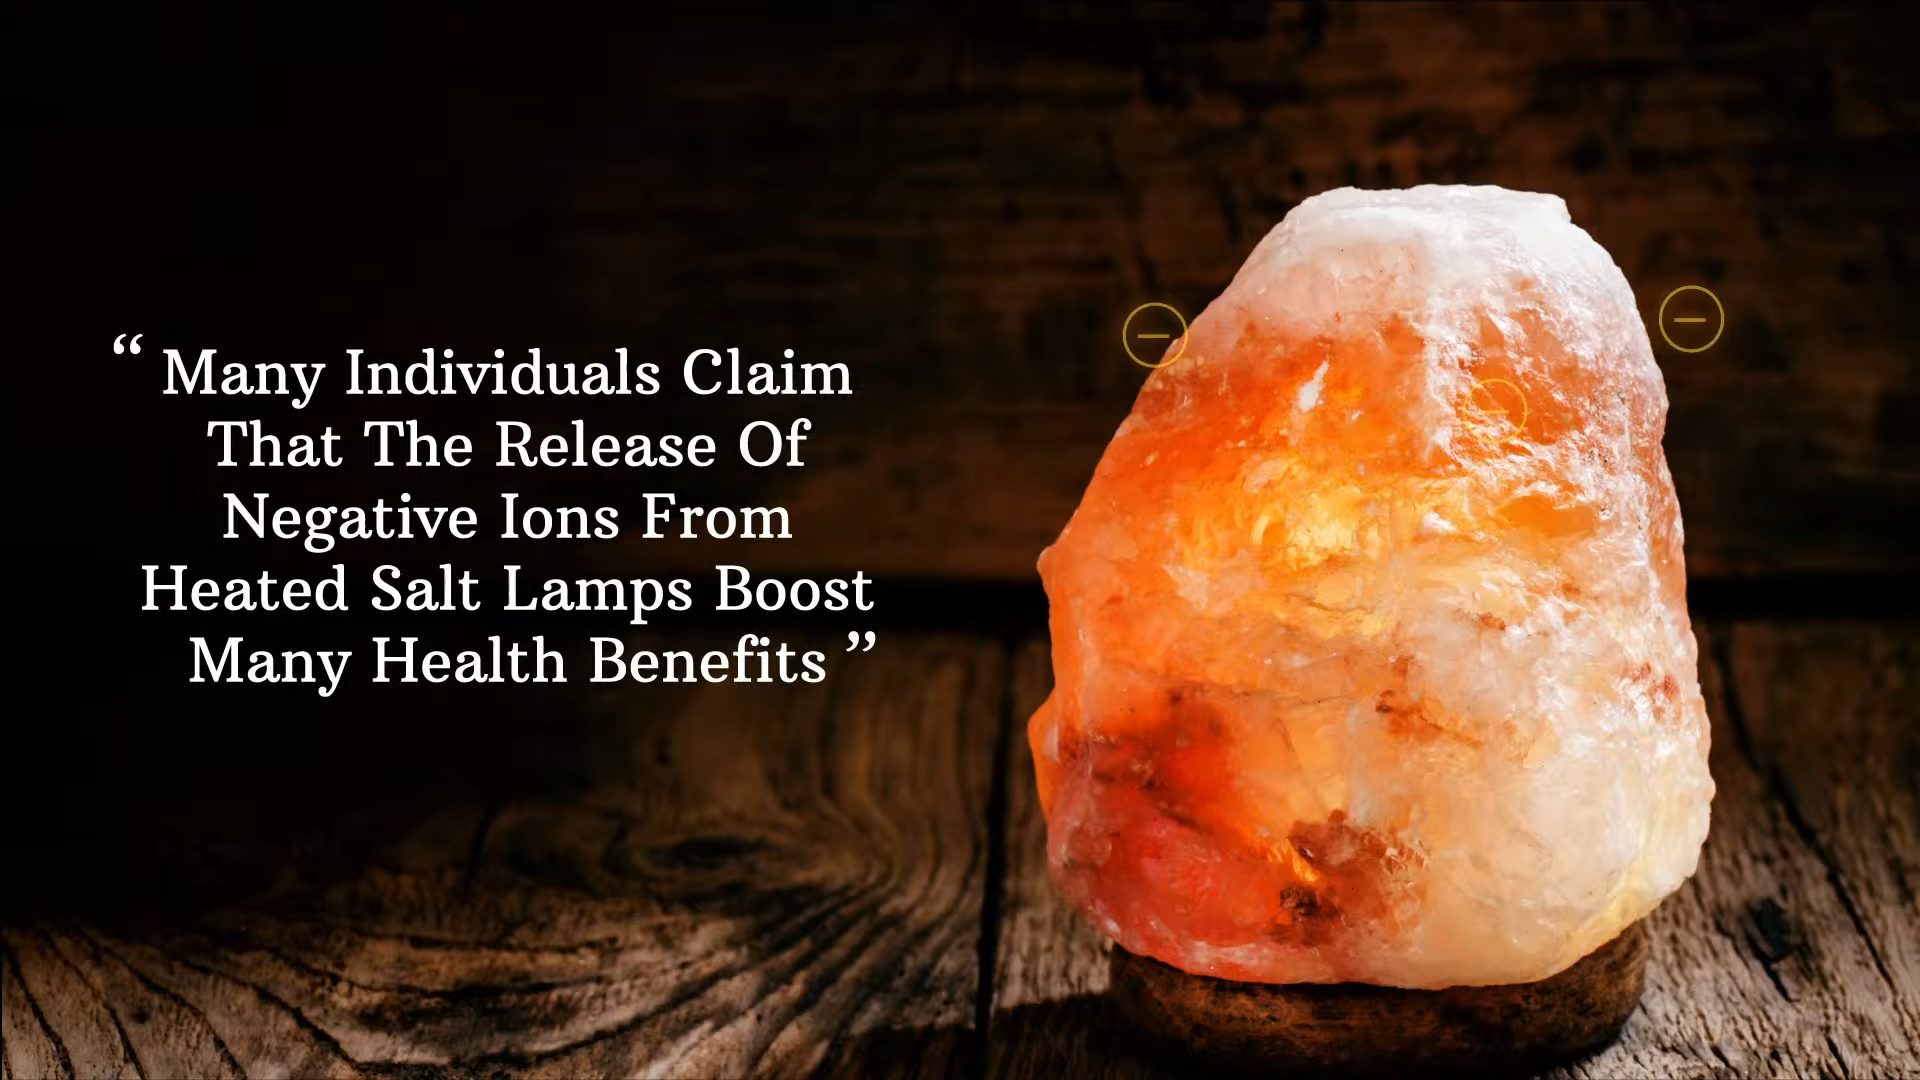 “ Many Individuals Claim
That The Release Of
Negative Ions From
Heated Salt Lamps Boost
Many Health Benefits ”